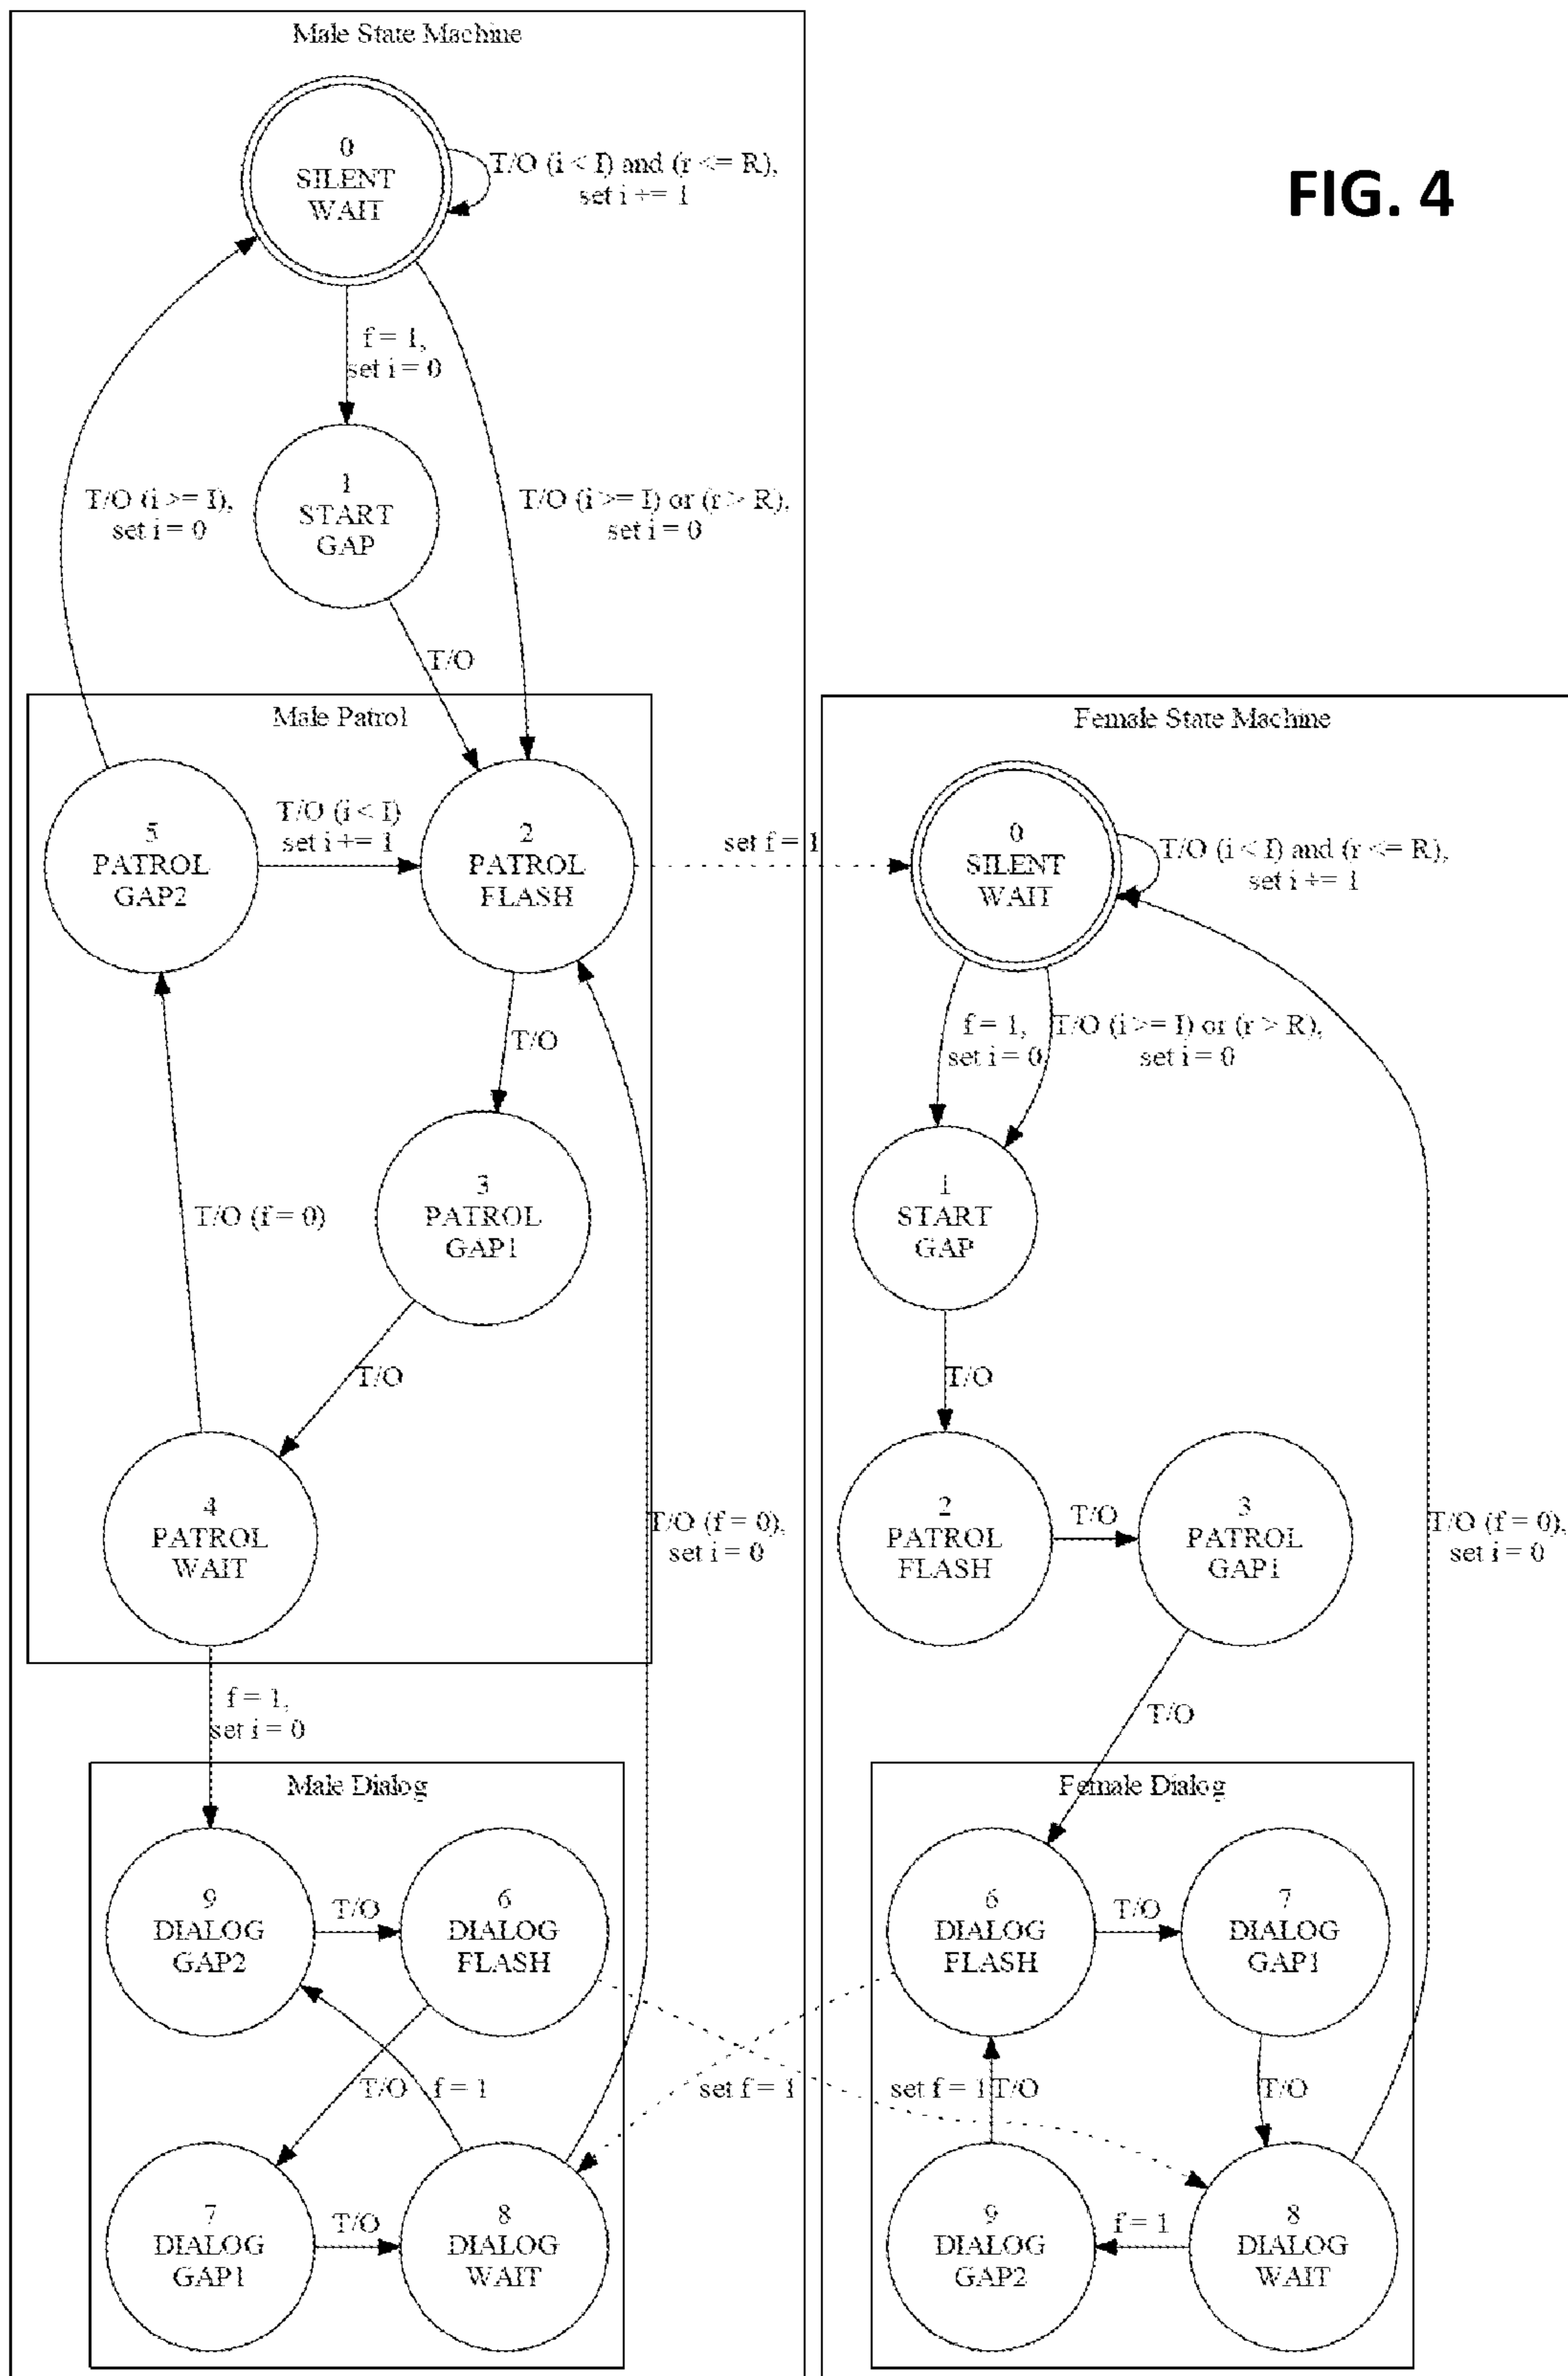 Male State Machine
FIG. 4
0
SILENT
WAIT
T/O (i < I) and (r <= R),
set i += 1
f = 1,
set i = 0
T/O (i >= I),
set i = 0
1
START
GAP
T/O (i >= I) or (r > R),
set i = 0
T/O
Male Patrol
5
PATROL
GAP2
T/O (i < I)
set i += 1
2
PATROL
FLASH
set f = 1
T/O
3
PATROL
GAP1
T/O (f = 0)
T/O
4
PATROL
WAIT
T/O (f = 0),
set i = 0
f = 1,
set i = 0
Male Dialog
9
DIALOG
GAP2
T/O
6
DIALOG
FLASH
T/O
f = 1
set f = 1
7
DIALOG
GAP1
T/O
8
DIALOG
WAIT
Female State Machine
0
SILENT
WAIT
T/O (i < I) and (r <= R),
set i += 1
f = 1,
set i = 0
T/O (i >= I) or (r > R),
set i = 0
1
START
GAP
T/O
2
PATROL
FLASH
T/O
3
PATROL
GAP1
T/O (f = 0),
set i = 0
T/O
Female Dialog
6
DIALOG
FLASH
T/O
7
DIALOG
GAP1
set f = 1
T/O
T/O
9
DIALOG
GAP2
f = 1
8
DIALOG
WAIT